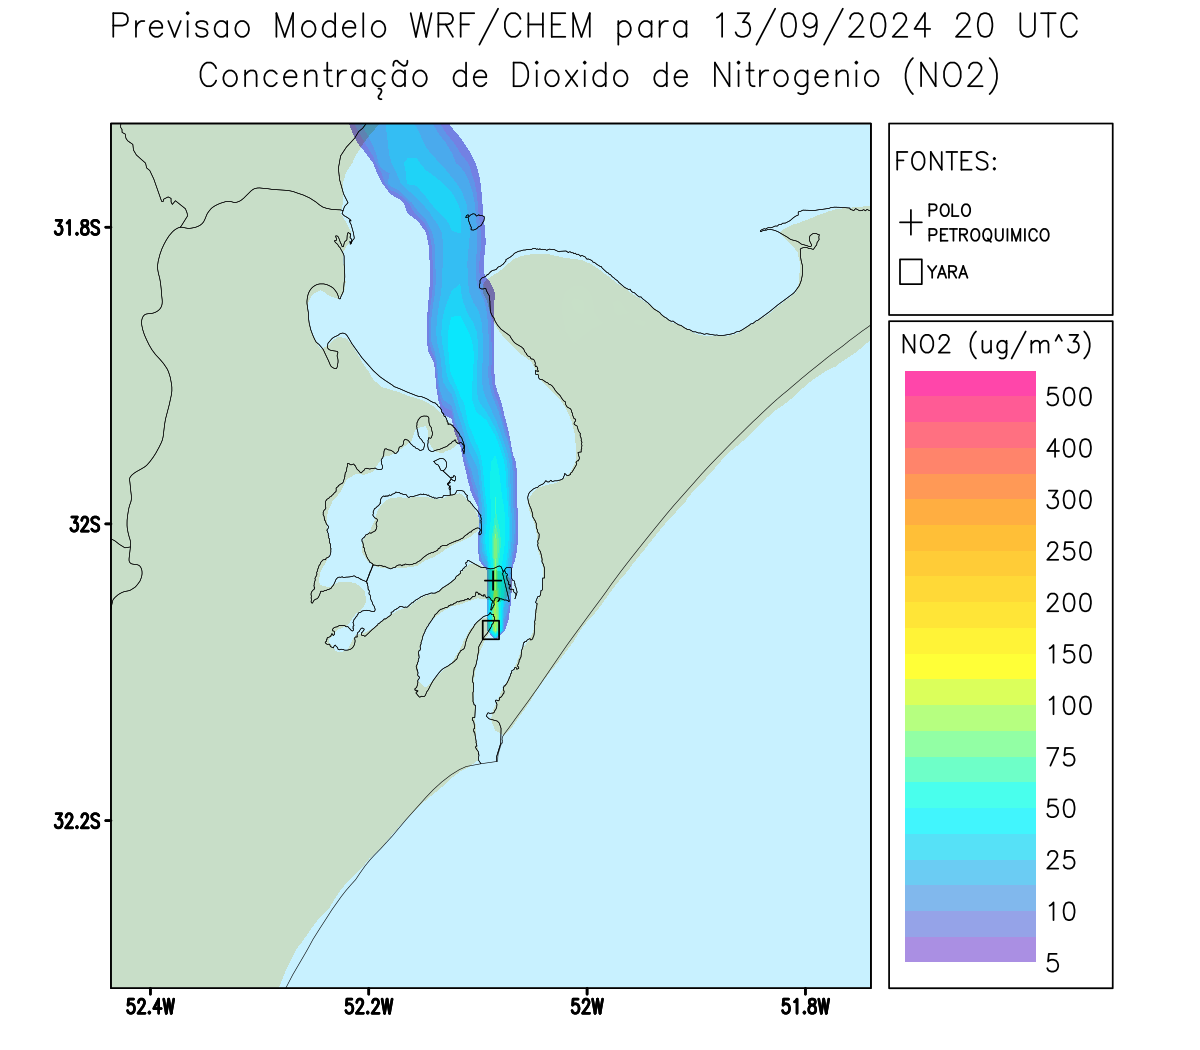 Previsao Modelo WRF/CHEM para 13/09/2024 20 UTC
Concentração de Dioxido de Nitrogenio (NO2)
FONTES:
POLO
PETROQUIMICO
YARA
NO2 (ug/m^3)
500
400
300
250
200
150
100
75
50
25
10
5
31.8S
32S
32.2S
52.4W
52.2W
52W
51.8W